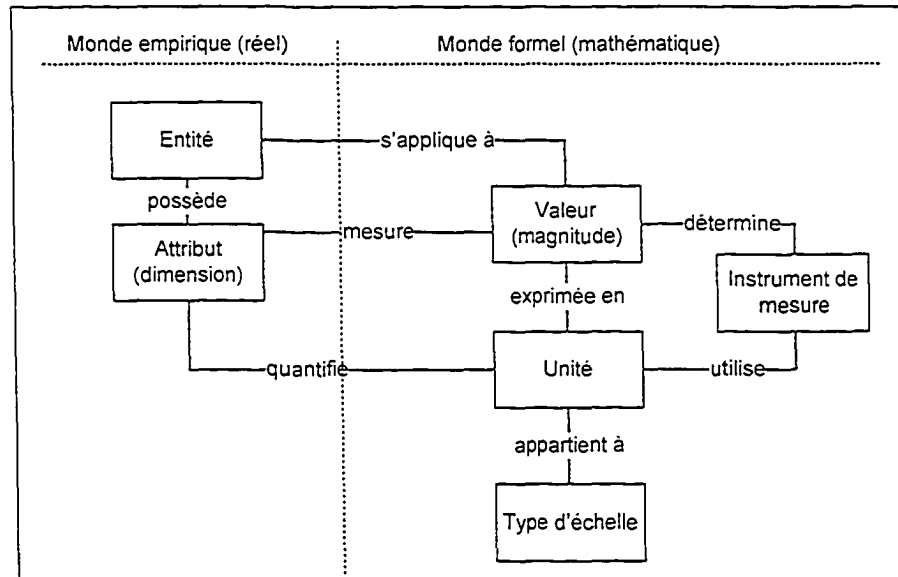 Monde empirique (réel)
Monde formel (mathématique)
Entité
s'applique à
possède
Valeur
(magnitude)
Attribut
(dimension)
mesure
détermine
Instrument de
mesure
exprimée en
quantifie
Unité
utilise
appartient à
Type d'échelle